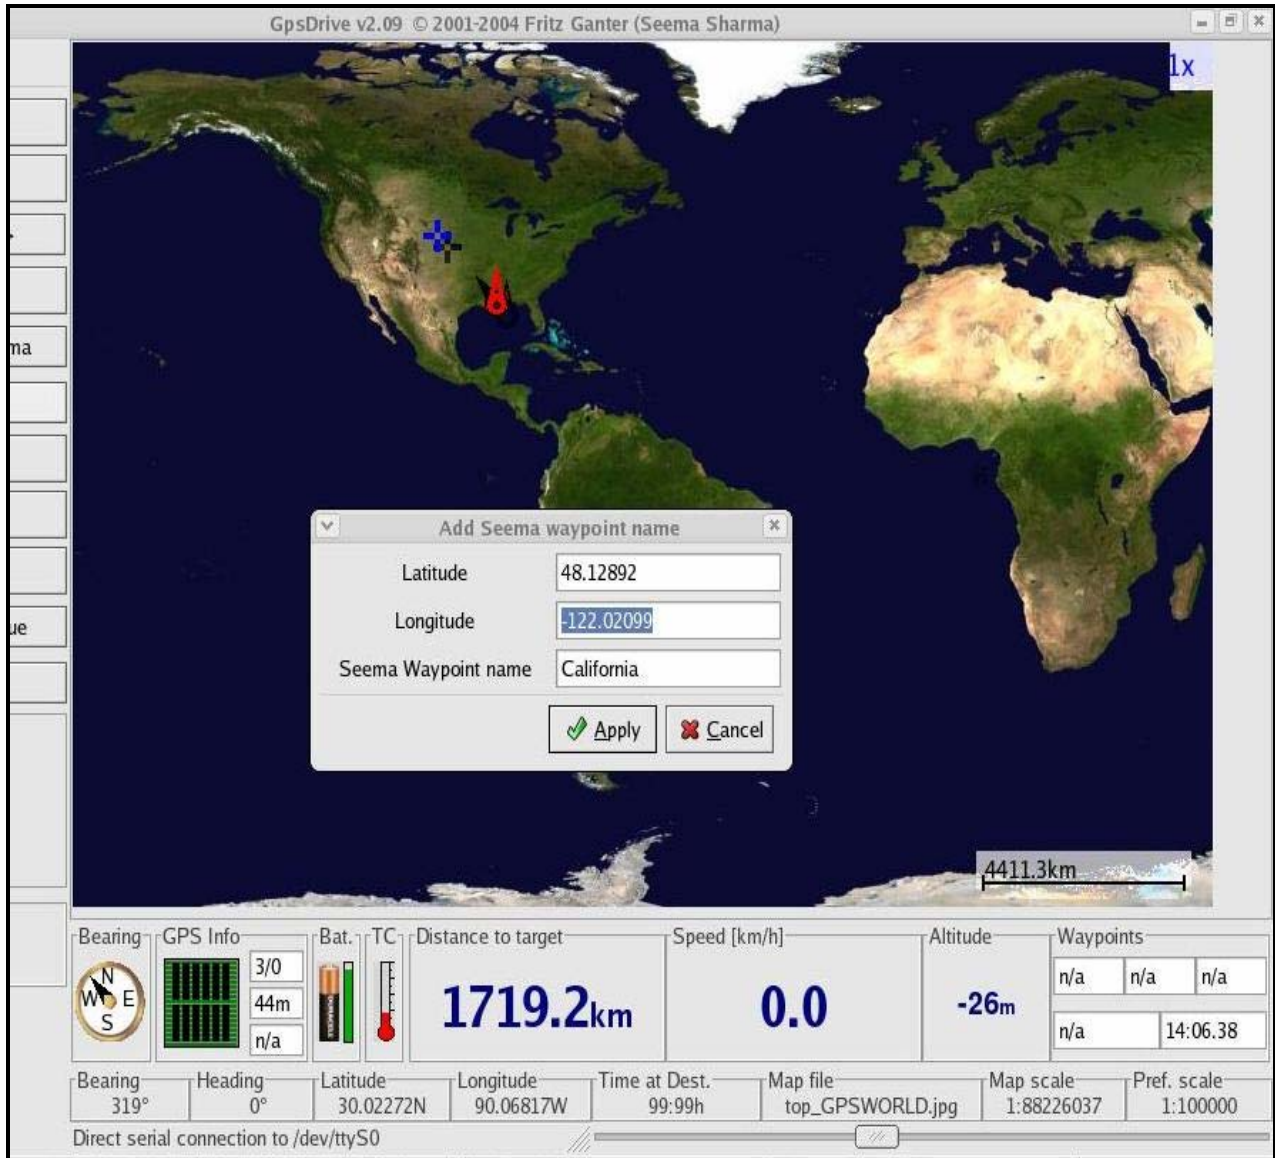 GpsDrive v2.09 © 2001-2004 Fritz Ganter (Seema Sharma)
1x
ma
ue
Add Seema waypoint name
Latitude 48.12892
Longitude -122.02099
Seema Waypoint name California
Apply Cancel
4411.3km
Bearing GPS Info Bat. TC Distance to target Speed [km/h] Altitude Waypoints
N
W E
S
3/0
44m
n/a
DURACELL
1719.2km
0.0
-26m
n/a n/a n/a
n/a 14:06.38
Bearing Heading Latitude Longitude Time at Dest. Map file Map scale Pref. scale
319° 0° 30.02272N 90.06817W 99:99h top_GPSWORLD.jpg 1:88226037 1:100000
Direct serial connection to /dev/ttyS0